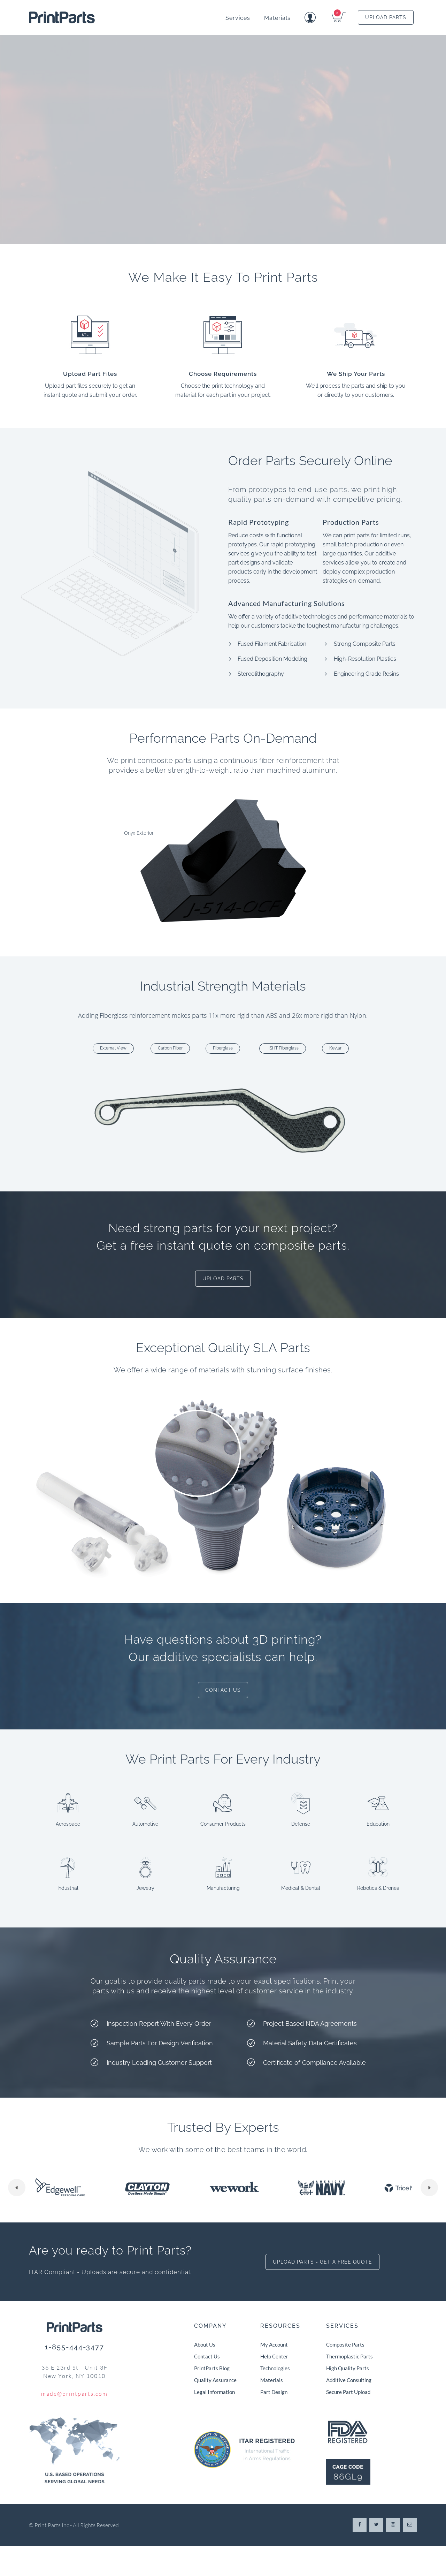 PrintParts
Services
Materials
UPLOAD PARTS
We Make It Easy To Print Parts
Upload Part Files
Upload part files securely to get an
instant quote and submit your order.
Choose Requirements
Choose the print technology and
material for each part in your project.
We Ship Your Parts
We'll process the parts and ship to you
or directly to your customers.
Order Parts Securely Online
From prototypes to end-use parts, we print high
quality parts on-demand with competitive pricing.
Rapid Prototyping
Reduce costs with functional
prototypes. Our rapid prototyping
services give you the ability to test
part designs and validate
products early in the development
process.
Production Parts
We can print parts for limited runs,
small batch production or even
large quantities. Our additive
services allow you to create and
deploy complex production
strategies on-demand.
Advanced Manufacturing Solutions
We offer a variety of additive technologies and performance materials to
help our customers tackle the toughest manufacturing challenges.
Fused Filament Fabrication
Fused Deposition Modeling
Stereolithography
Strong Composite Parts
High-Resolution Plastics
Engineering Grade Resins
Performance Parts On-Demand
We print composite parts using a continuous fiber reinforcement that
provides a better strength-to-weight ratio than machined aluminum.
Onyx Exterior
J-514-DCF
Industrial Strength Materials
Adding Fiberglass reinforcement makes parts 11x more rigid than ABS and 26x more rigid than Nylon.
External View
Carbon Fiber
Fiberglass
HSHT Fiberglass
Kevlar
Need strong parts for your next project?
Get a free instant quote on composite parts.
UPLOAD PARTS
Exceptional Quality SLA Parts
We offer a wide range of materials with stunning surface finishes.
Have questions about 3D printing?
Our additive specialists can help.
CONTACT US
We Print Parts For Every Industry
Aerospace
Automotive
Consumer Products
Defense
Education
Industrial
Jewelry
Manufacturing
Medical & Dental
Robotics & Drones
Quality Assurance
Our goal is to provide quality parts made to your exact specifications. Print your
parts with us and receive the highest level of customer service in the industry.
Inspection Report With Every Order
Sample Parts For Design Verification
Industry Leading Customer Support
Project Based NDA Agreements
Material Safety Data Certificates
Certificate of Compliance Available
Trusted By Experts
We work with some of the best teams in the world.
Edgewell
PERSONAL CARE
CLAYTON
Business Made Simple
wework
AMERICA'S
NAVY
Tricet
Are you ready to Print Parts?
ITAR Compliant - Uploads are secure and confidential.
UPLOAD PARTS - GET A FREE QUOTE
PrintParts
1-855-444-3477
36 E 23rd St - Unit 3F
New York, NY 10010
made@printparts.com
U.S. BASED OPERATIONS
SERVING GLOBAL NEEDS
COMPANY
About Us
Contact Us
PrintParts Blog
Quality Assurance
Legal Information
RESOURCES
My Account
Help Center
Technologies
Materials
Part Design
SERVICES
Composite Parts
Thermoplastic Parts
High Quality Parts
Additive Consulting
Secure Part Upload
ITAR REGISTERED
International Traffic
in Arms Regulations
FDA
REGISTERED
CAGE CODE
86GL9
© Print Parts Inc - All Rights Reserved